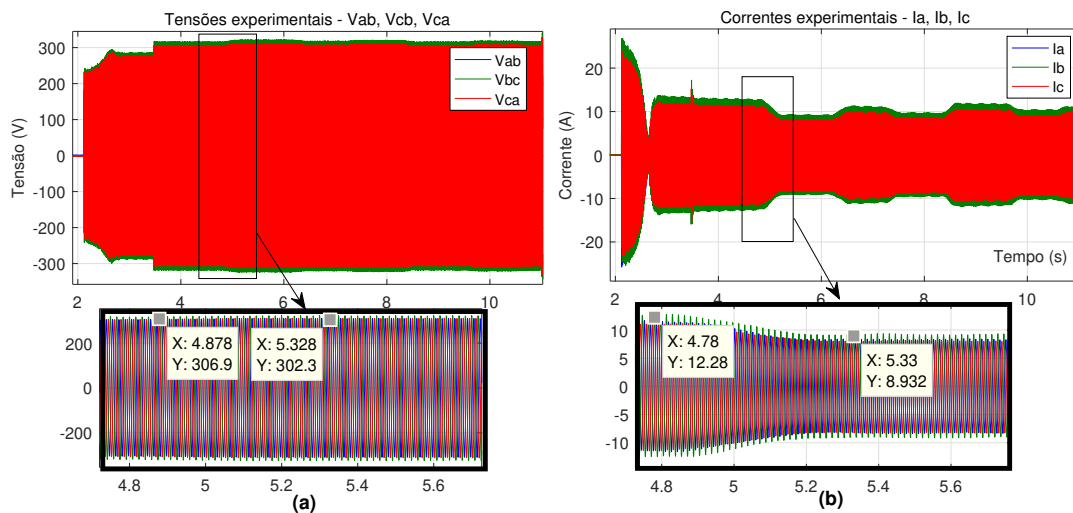 Tensões experimentais - Vab, Vcb, Vca
300
200
100
0
-100
-200
-300
Tensão (V)
Vab
Vbc
Vca
2
4
6
8
10
200
0
-200
X: 4.878
Y: 306.9
X: 5.328
Y: 302.3
4.8
5
5.2
5.4
5.6
(a)
Correntes experimentais - Ia, Ib, Ic
20
10
0
-10
-20
Corrente (A)
Ia
Ib
Ic
Tempo (s)
2
4
6
8
10
10
5
0
-5
-10
X: 4.78
Y: 12.28
X: 5.33
Y: 8.932
4.8
5
5.2
5.4
5.6
(b)